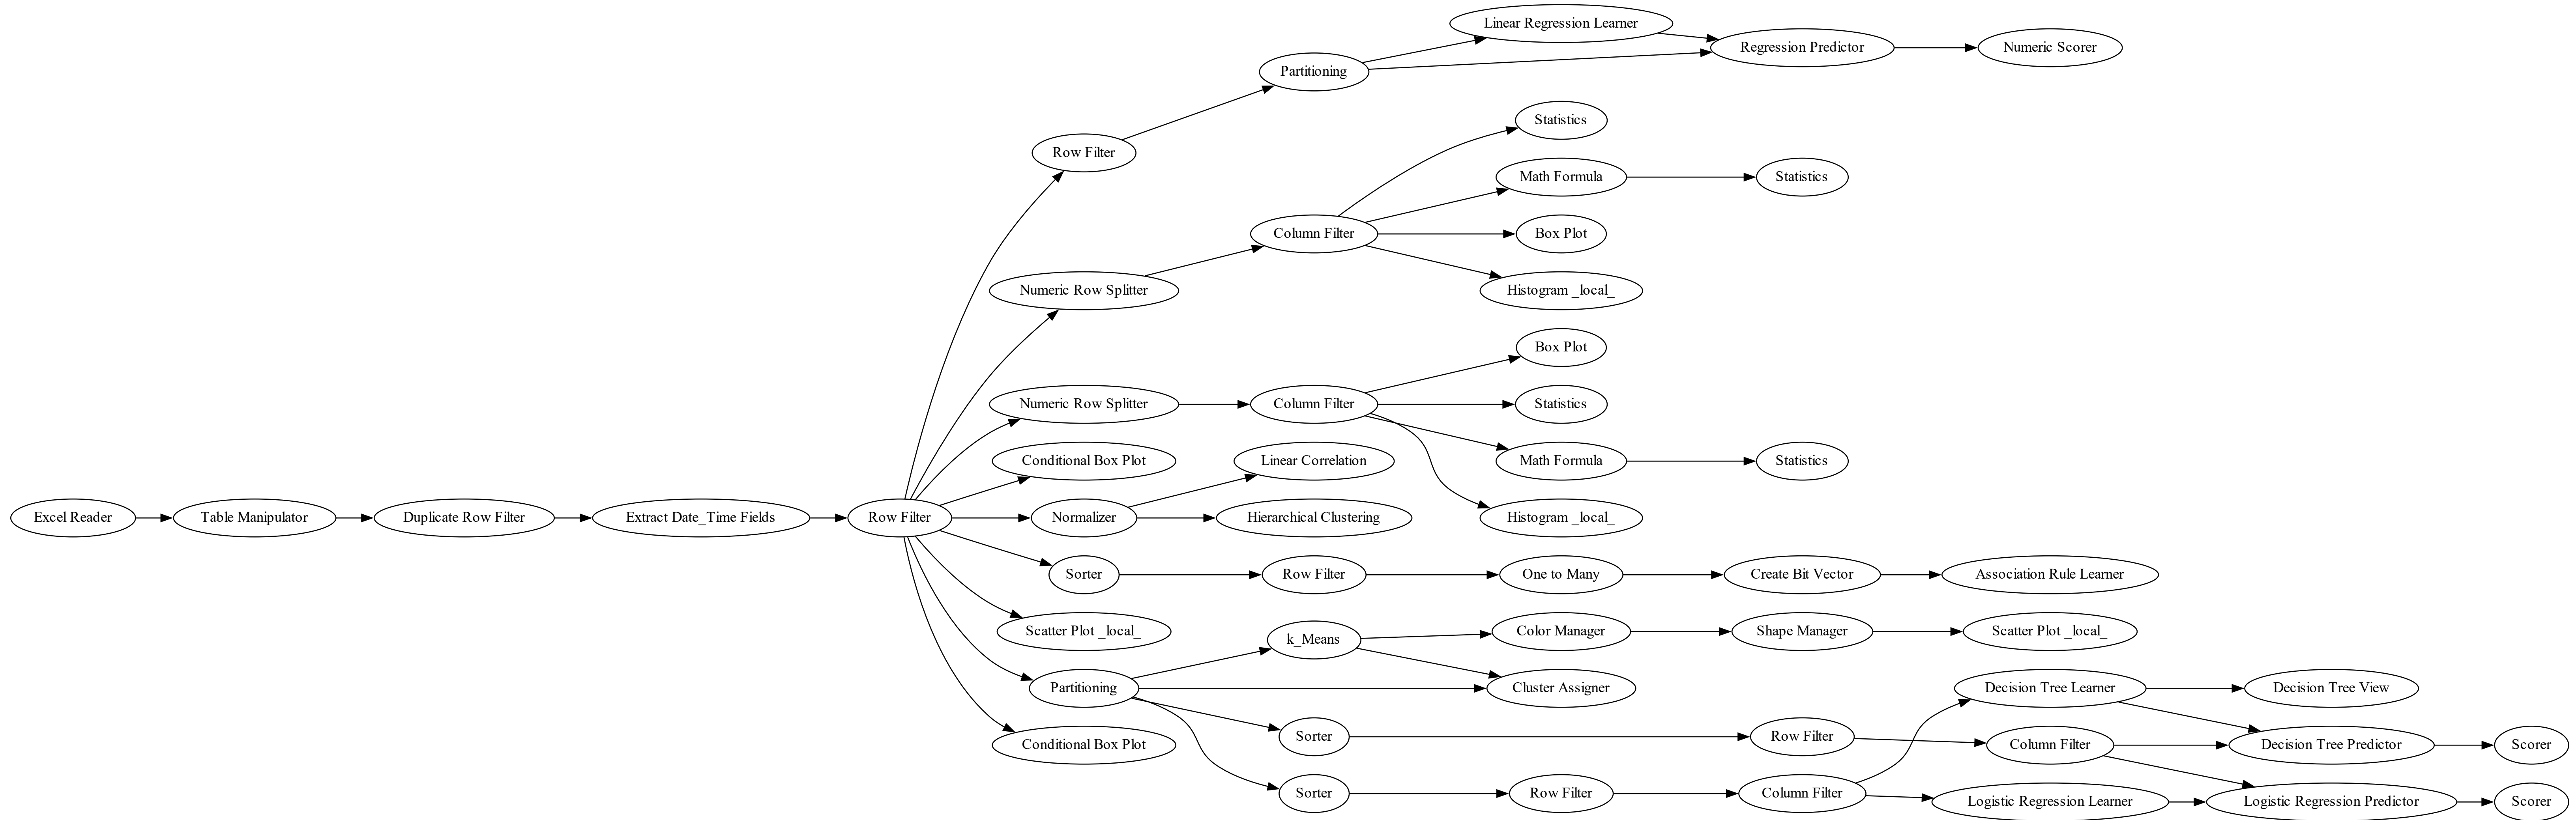 Linear Regression Learner
Regression Predictor
Numeric Scorer
Partitioning
Statistics
Row Filter
Math Formula
Statistics
Column Filter
Box Plot
Numeric Row Splitter
Histogram _local_
Box Plot
Numeric Row Splitter
Column Filter
Statistics
Conditional Box Plot
Linear Correlation
Math Formula
Statistics
Excel Reader
Table Manipulator
Duplicate Row Filter
Extract Date_Time Fields
Row Filter
Normalizer
Hierarchical Clustering
Histogram _local_
Sorter
Row Filter
One to Many
Create Bit Vector
Association Rule Learner
Scatter Plot _local_
k_Means
Color Manager
Shape Manager
Scatter Plot _local_
Partitioning
Cluster Assigner
Decision Tree Learner
Decision Tree View
Conditional Box Plot
Sorter
Row Filter
Column Filter
Decision Tree Predictor
Scorer
Sorter
Row Filter
Column Filter
Logistic Regression Learner
Logistic Regression Predictor
Scorer